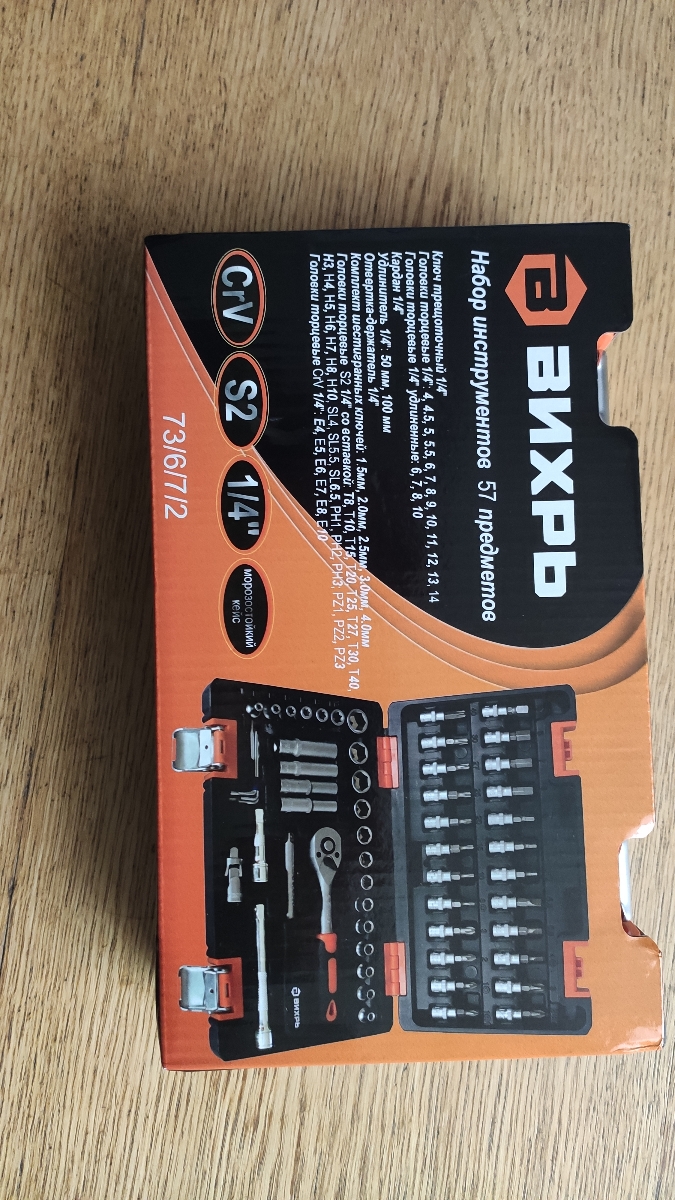 ВИХРЬ
Набор инструментов 57 предметов
Ключ трещоточный 1/4"
Головки торцевые 1/4": 4, 4.5, 5, 5.5, 6, 7, 8, 9, 10, 11, 12, 13, 14
Головки торцевые 1/4" удлиненные 6, 7, 8, 10
Кардан 1/4"
Удлинитель 1/4": 50 мм, 100 мм
Отвертка-держатель 1/4"
Комплект шестигранных ключей: 1.5мм, 2.0мм, 2.5мм, 3.0мм, 4.0мм
Головки торцевые S2 1/4" со вставкой: T8, T10, T15, T20, T25, T27, T30, T40,
H3, H4, H5, H6, H7, H8, H10, SL4, SL5.5, SL6.5, PH1, PH2, PH3, PZ1, PZ2, PZ3
Головки торцевые CrV 1/4": E4, E5, E6, E7, E8, E10
CrV
S2
1/4"
морозостойкий
кейс
73/6/7/2
ВИХРЬ